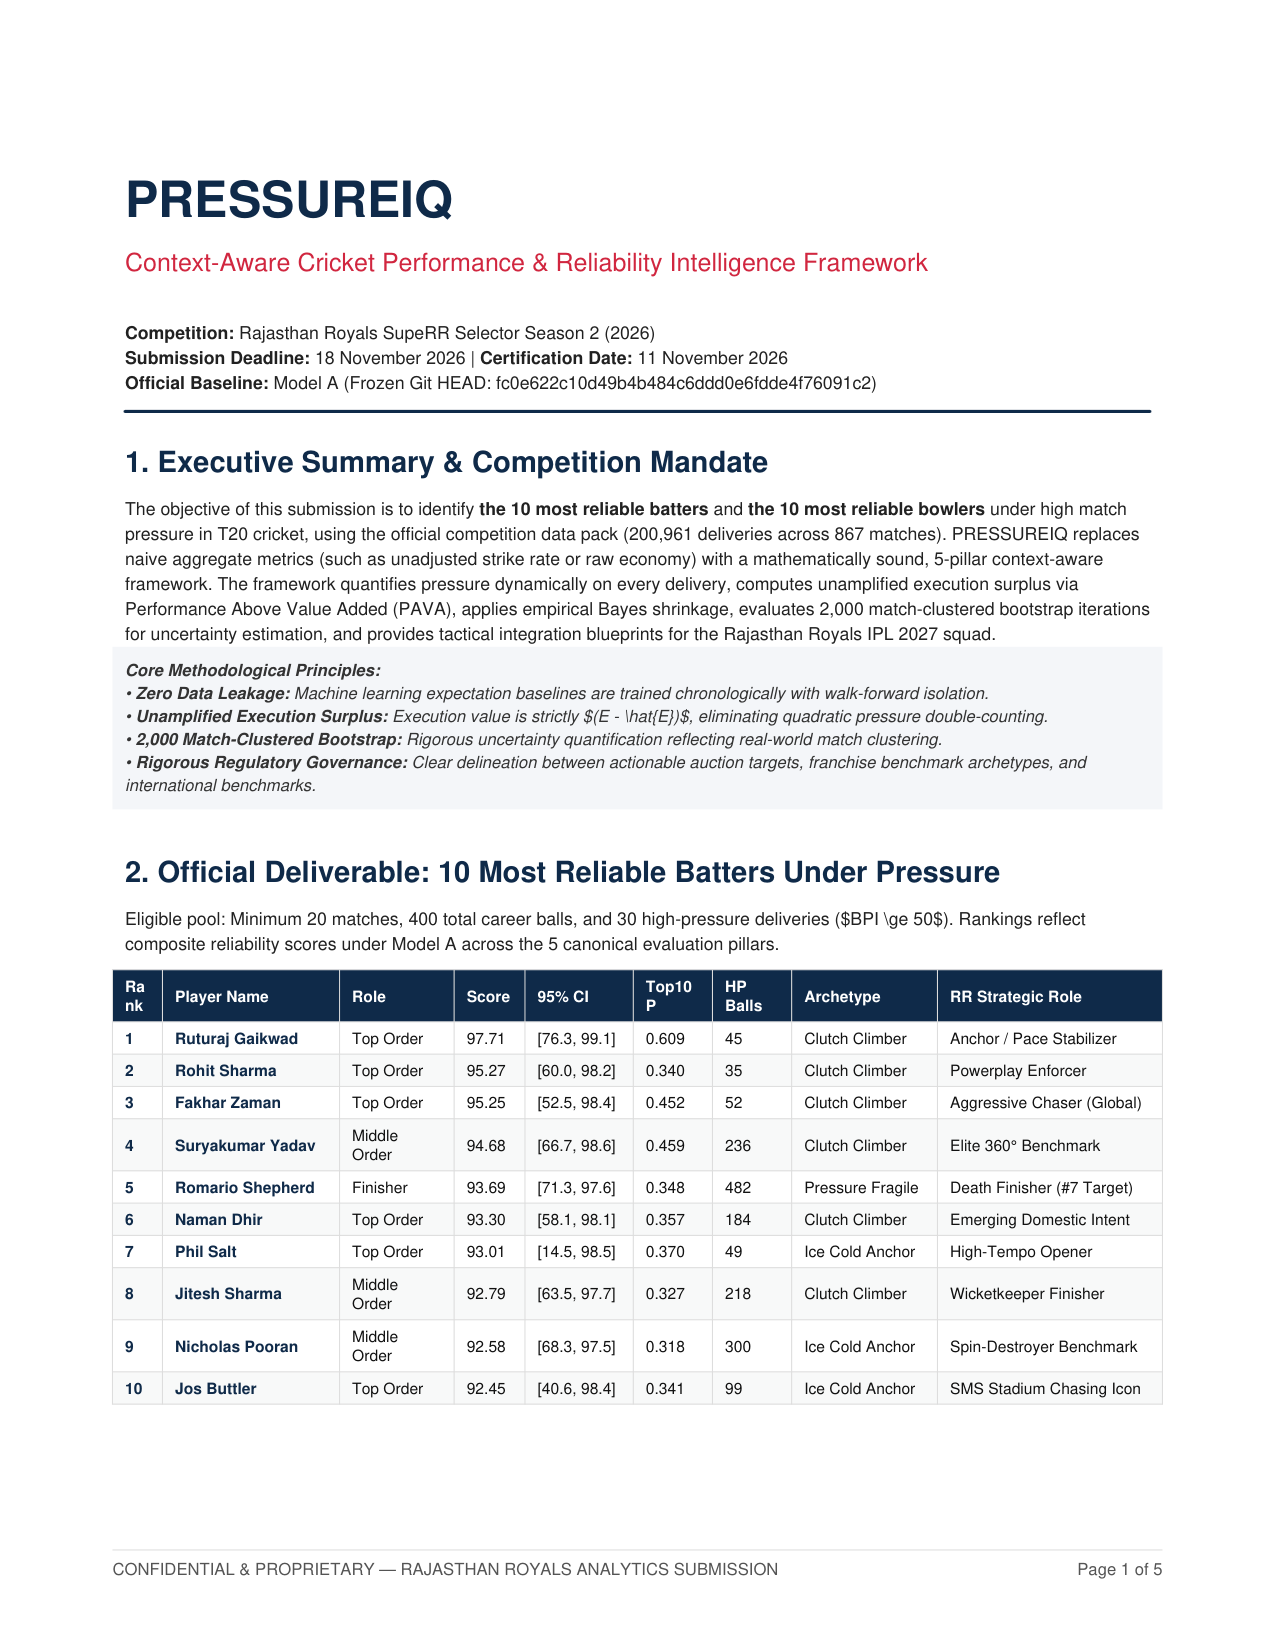 PRESSUREIQ
Context-Aware Cricket Performance & Reliability Intelligence Framework
Competition: Rajasthan Royals SupeRR Selector Season 2 (2026)
Submission Deadline: 18 November 2026 | Certification Date: 11 November 2026
Official Baseline: Model A (Frozen Git HEAD: fc0e622c10d49b4b484c6ddd0e6fdde4f76091c2)
1. Executive Summary & Competition Mandate
The objective of this submission is to identify the 10 most reliable batters and the 10 most reliable bowlers under high match
pressure in T20 cricket, using the official competition data pack (200,961 deliveries across 867 matches). PRESSUREIQ replaces
naive aggregate metrics (such as unadjusted strike rate or raw economy) with a mathematically sound, 5-pillar context-aware
framework. The framework quantifies pressure dynamically on every delivery, computes unamplified execution surplus via
Performance Above Value Added (PAVA), applies empirical Bayes shrinkage, evaluates 2,000 match-clustered bootstrap iterations
for uncertainty estimation, and provides tactical integration blueprints for the Rajasthan Royals IPL 2027 squad.
Core Methodological Principles:
• Zero Data Leakage: Machine learning expectation baselines are trained chronologically with walk-forward isolation.
• Unamplified Execution Surplus: Execution value is strictly $(E - \hat{E})$, eliminating quadratic pressure double-counting.
• 2,000 Match-Clustered Bootstrap: Rigorous uncertainty quantification reflecting real-world match clustering.
• Rigorous Regulatory Governance: Clear delineation between actionable auction targets, franchise benchmark archetypes, and
international benchmarks.
2. Official Deliverable: 10 Most Reliable Batters Under Pressure
Eligible pool: Minimum 20 matches, 400 total career balls, and 30 high-pressure deliveries ($BPI \ge 50$). Rankings reflect
composite reliability scores under Model A across the 5 canonical evaluation pillars.
Ra
nk Player Name Role Score 95% CI Top10
P HP
Balls Archetype RR Strategic Role
1 Ruturaj Gaikwad Top Order 97.71 [76.3, 99.1] 0.609 45 Clutch Climber Anchor / Pace Stabilizer
2 Rohit Sharma Top Order 95.27 [60.0, 98.2] 0.340 35 Clutch Climber Powerplay Enforcer
3 Fakhar Zaman Top Order 95.25 [52.5, 98.4] 0.452 52 Clutch Climber Aggressive Chaser (Global)
4 Suryakumar Yadav Middle
Order 94.68 [66.7, 98.6] 0.459 236 Clutch Climber Elite 360° Benchmark
5 Romario Shepherd Finisher 93.69 [71.3, 97.6] 0.348 482 Pressure Fragile Death Finisher (#7 Target)
6 Naman Dhir Top Order 93.30 [58.1, 98.1] 0.357 184 Clutch Climber Emerging Domestic Intent
7 Phil Salt Top Order 93.01 [14.5, 98.5] 0.370 49 Ice Cold Anchor High-Tempo Opener
8 Jitesh Sharma Middle
Order 92.79 [63.5, 97.7] 0.327 218 Clutch Climber Wicketkeeper Finisher
9 Nicholas Pooran Middle
Order 92.58 [68.3, 97.5] 0.318 300 Ice Cold Anchor Spin-Destroyer Benchmark
10 Jos Buttler Top Order 92.45 [40.6, 98.4] 0.341 99 Ice Cold Anchor SMS Stadium Chasing Icon
CONFIDENTIAL & PROPRIETARY — RAJASTHAN ROYALS ANALYTICS SUBMISSION Page 1 of 5